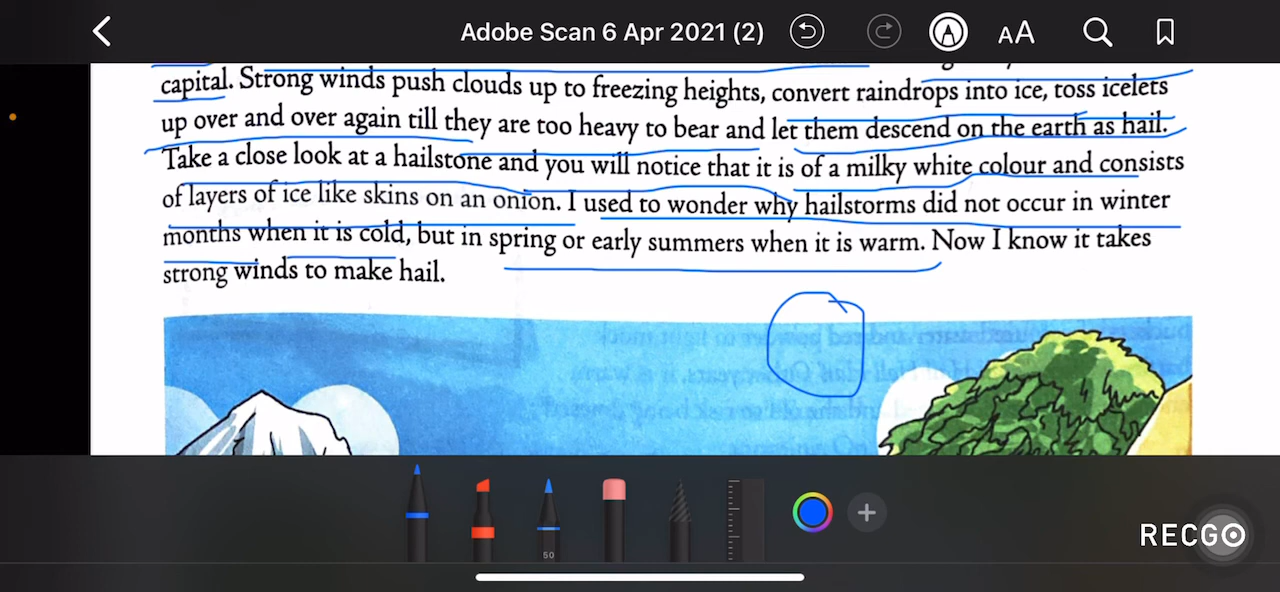 Adobe Scan 6 Apr 2021 (2)
AA
capital. Strong winds push clouds up to freezing heights, convert raindrops into ice, toss icelets
up over and over again till they are too heavy to bear and let them descend on the earth as hail.
Take a close look at a hailstone and you will notice that it is of a milky white colour and consists
of layers of ice like skins on an onion. I used to wonder why hailstorms did not occur in winter
months when it is cold, but in spring or early summers when it is warm. Now I know it takes
strong winds to make hail.
50
RECGO